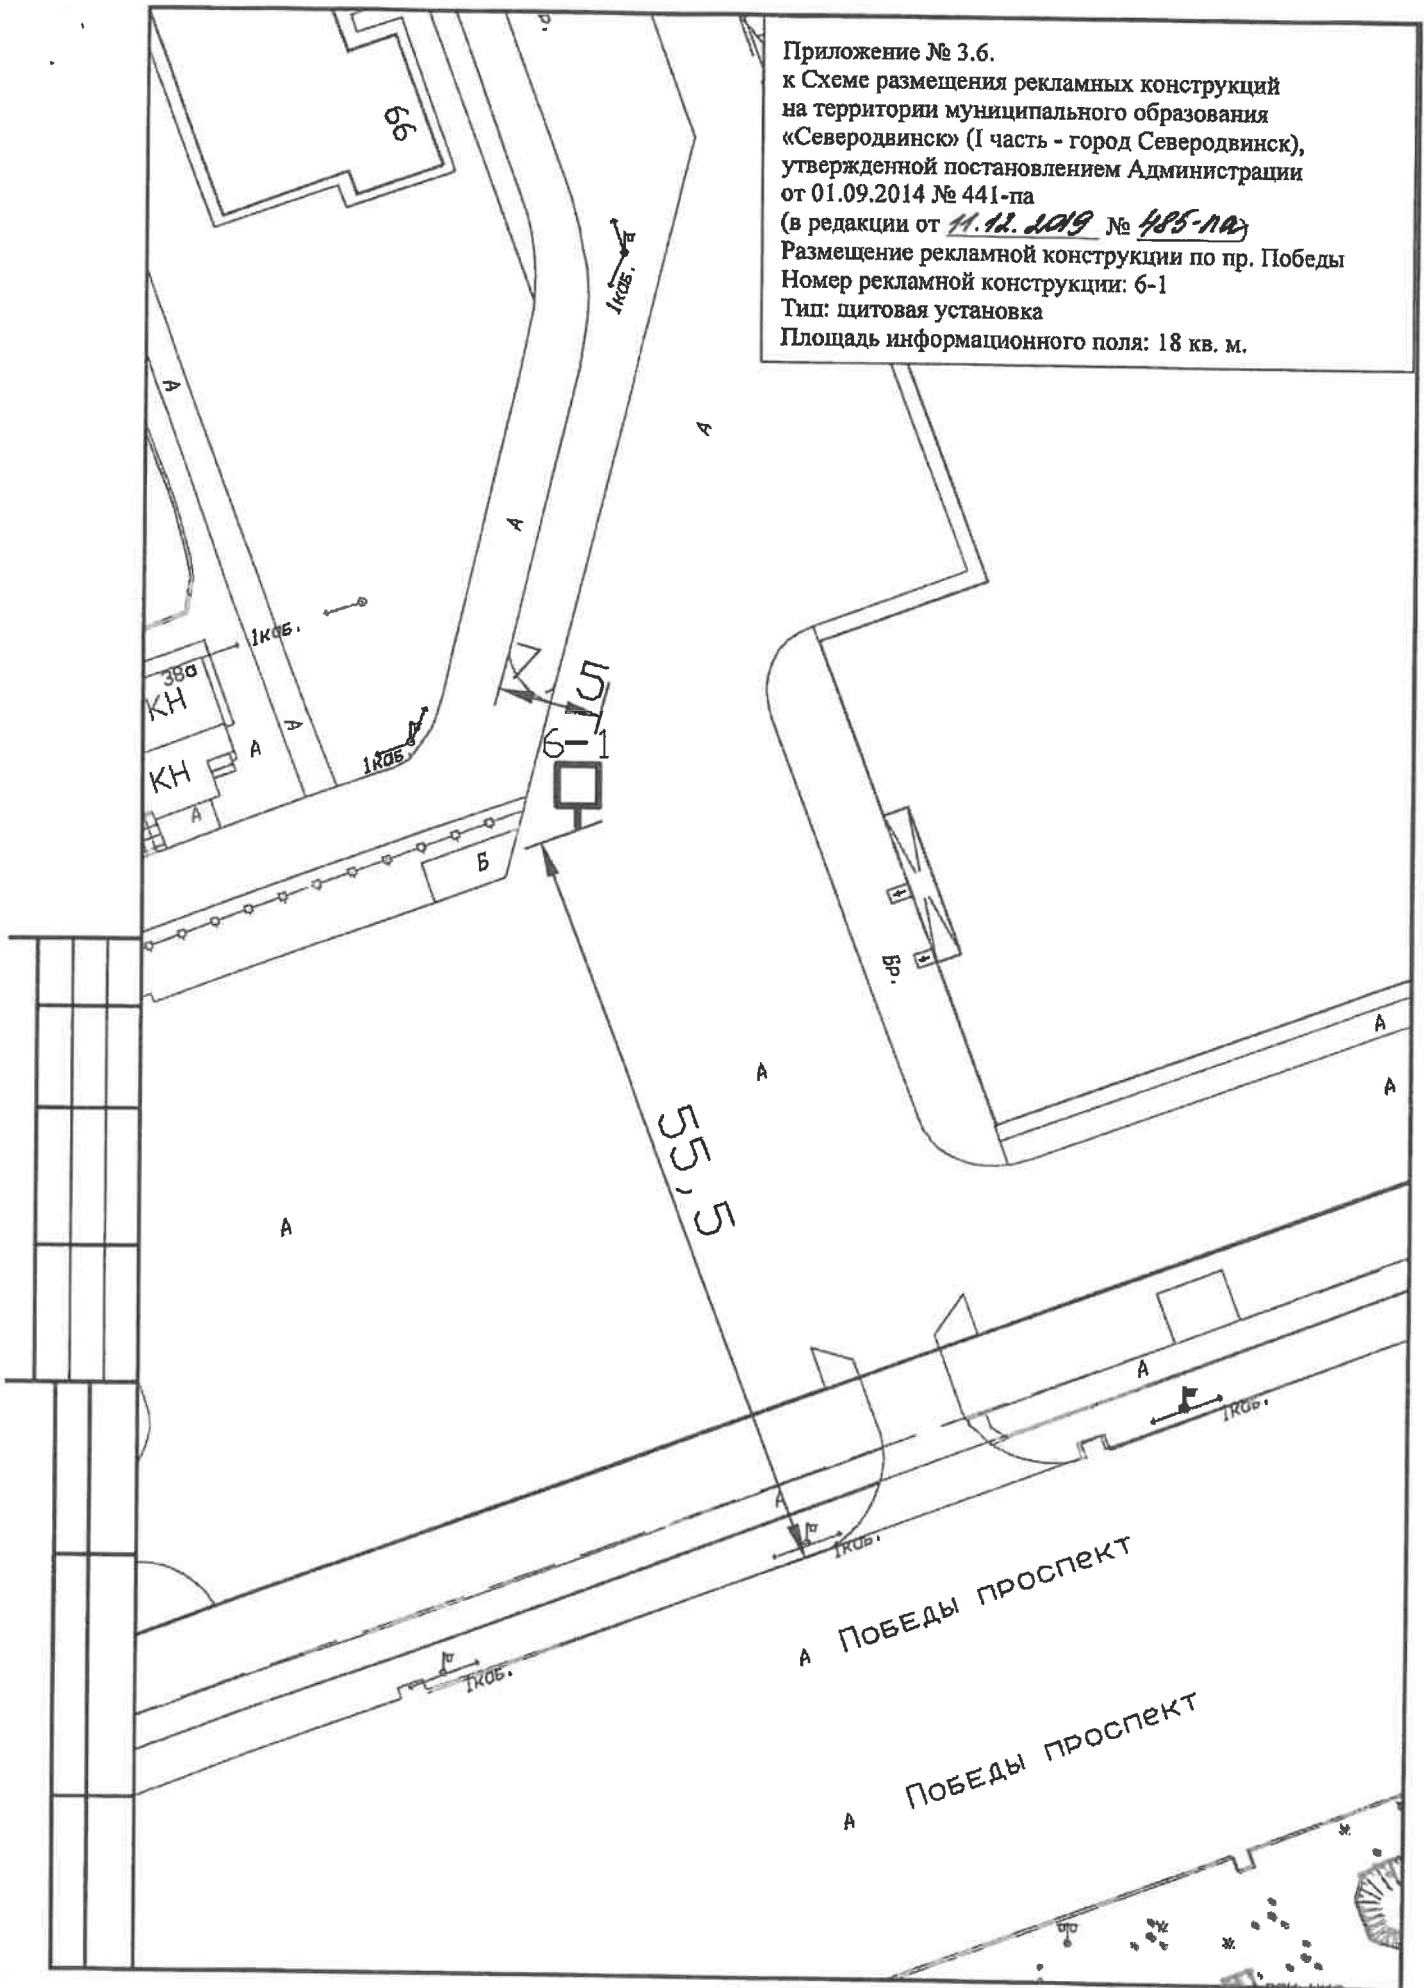 Приложение № 3.6.
к Схеме размещения рекламных конструкций
на территории муниципального образования
«Северодвинск» (I часть - город Северодвинск),
утвержденной постановлением Администрации
от 01.09.2014 № 441-па
(в редакции от 11.12.2019 № 485-па)
Размещение рекламной конструкции по пр. Победы
Номер рекламной конструкции: 6-1
Тип: щитовая установка
Площадь информационного поля: 18 кв. м.
66
1каб.
А
А
А
1каб.
38а
КН
А
А
КН
1каб.
А
15
6-1
Б
Бр.
А
А
А
55,5
А
А
1каб.
А
1каб.
1каб.
А Победы проспект
А Победы проспект